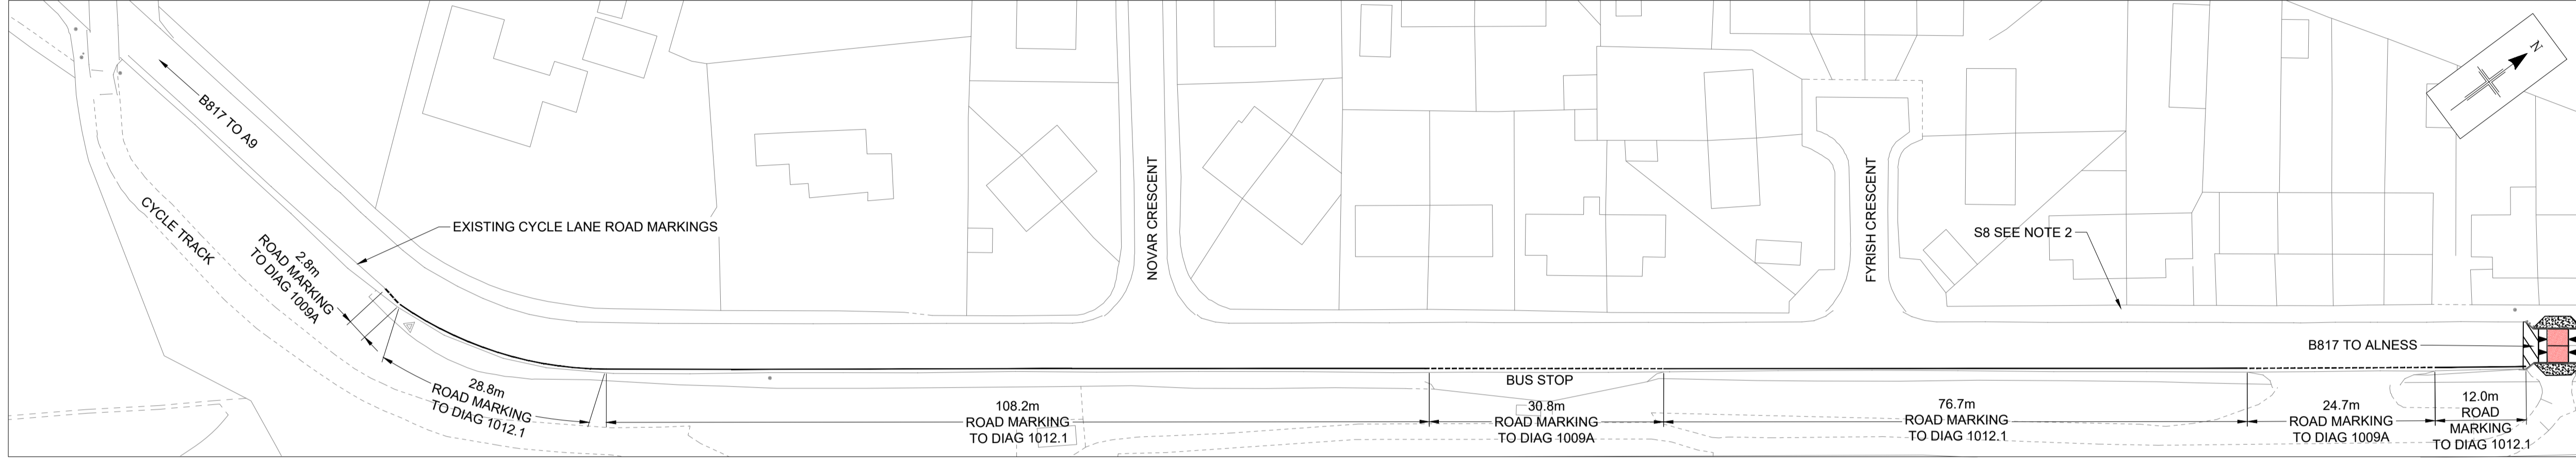 B817 TO A9
CYCLE TRACK
EXISTING CYCLE LANE ROAD MARKINGS
2.8m
ROAD MARKING
TO DIAG 1009A
28.8m
ROAD MARKING
TO DIAG 1012.1
108.2m
ROAD MARKING
TO DIAG 1012.1
NOVAR CRESCENT
BUS STOP
30.8m
ROAD MARKING
TO DIAG 1009A
FYRISH CRESCENT
76.7m
ROAD MARKING
TO DIAG 1012.1
S8 SEE NOTE 2
B817 TO ALNESS
24.7m
ROAD MARKING
TO DIAG 1009A
12.0m
ROAD
MARKING
TO DIAG 1012.1
N